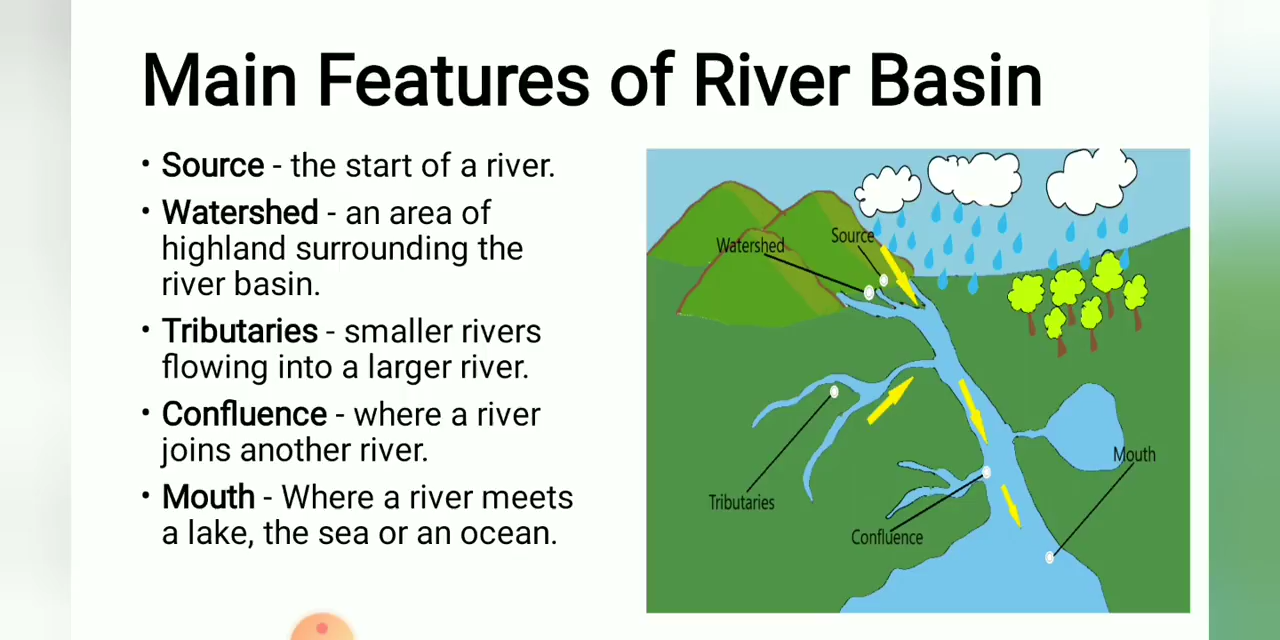 Main Features of River Basin
• Source - the start of a river.
• Watershed - an area of
highland surrounding the
river basin.
• Tributaries - smaller rivers
flowing into a larger river.
• Confluence - where a river
joins another river.
• Mouth - Where a river meets
a lake, the sea or an ocean.
Source
Watershed
Mouth
Tributaries
Confluence